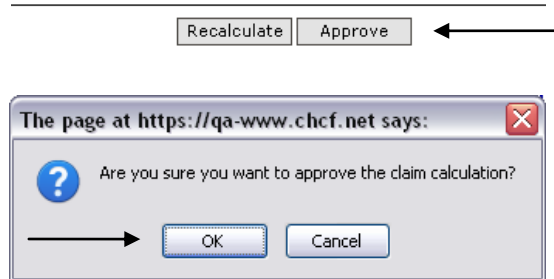 Recalculate Approve
The page at https://qa-www.chcf.net says:
Are you sure you want to approve the claim calculation?
OK Cancel